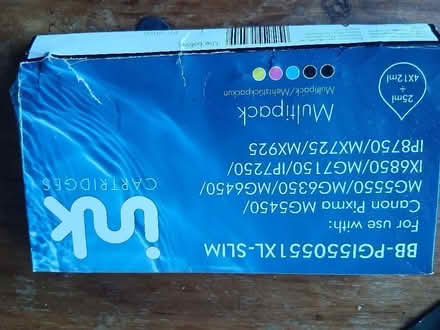 ink
CARTRIDGES
BB-PGI550551XL-SLIM
For use with:
Canon Pixma MG5450/
MG5550/MG6350/MG6450/
IX6850/MG7150/IP7250/
IP8750/MX725/MX925
Multipack
Multipack/Mehrstückpackun
25ml
+
4X12ml